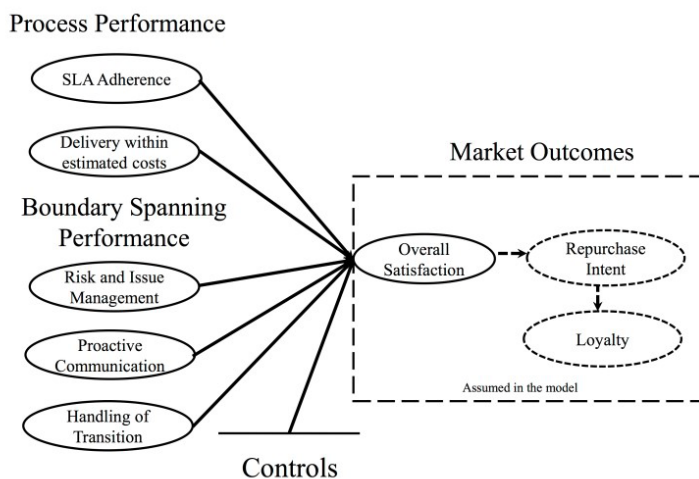 Process Performance
SLA Adherence
Delivery within
estimated costs
Boundary Spanning
Performance
Risk and Issue
Management
Proactive
Communication
Handling of
Transition
Controls
Market Outcomes
Overall
Satisfaction
Repurchase
Intent
Loyalty
Assumed in the model